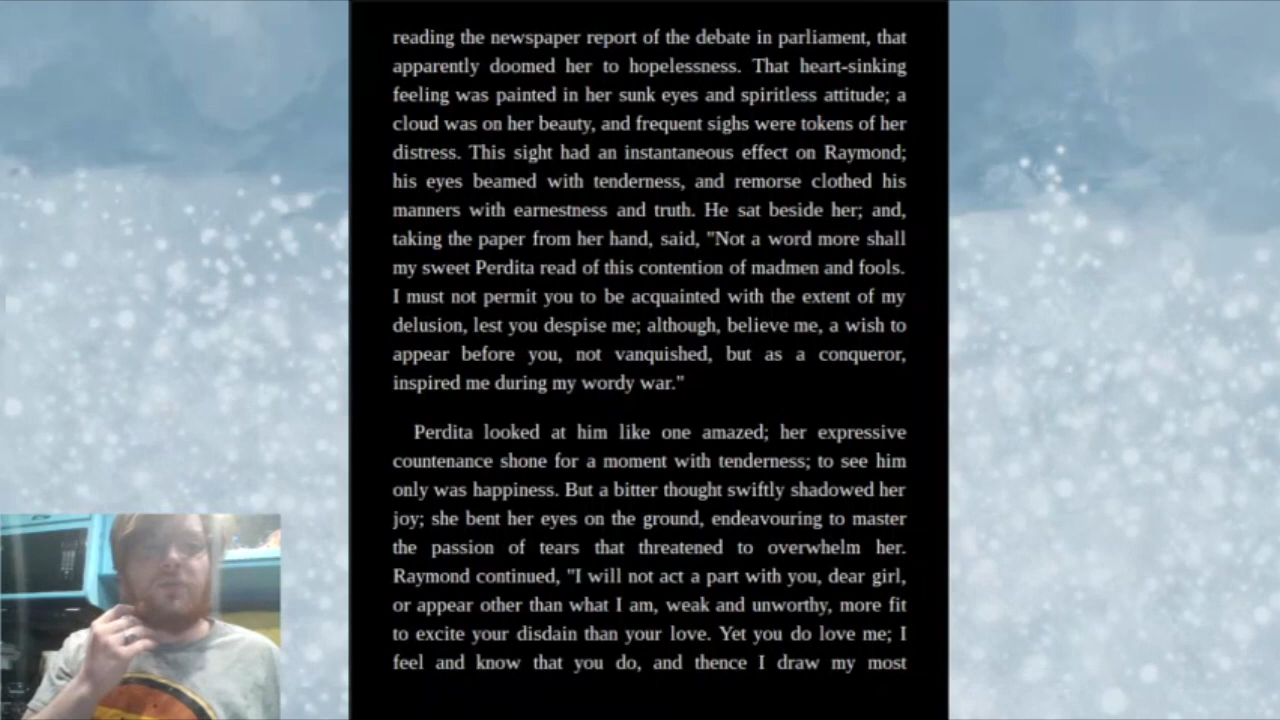 reading the newspaper report of the debate in parliament, that
apparently doomed her to hopelessness. That heart-sinking
feeling was painted in her sunk eyes and spiritless attitude; a
cloud was on her beauty, and frequent sighs were tokens of her
distress. This sight had an instantaneous effect on Raymond;
his eyes beamed with tenderness, and remorse clothed his
manners with earnestness and truth. He sat beside her; and,
taking the paper from her hand, said, "Not a word more shall
my sweet Perdita read of this contention of madmen and fools.
I must not permit you to be acquainted with the extent of my
delusion, lest you despise me; although, believe me, a wish to
appear before you, not vanquished, but as a conqueror,
inspired me during my wordy war."
Perdita looked at him like one amazed; her expressive
countenance shone for a moment with tenderness; to see him
only was happiness. But a bitter thought swiftly shadowed her
joy; she bent her eyes on the ground, endeavouring to master
the passion of tears that threatened to overwhelm her.
Raymond continued, "I will not act a part with you, dear girl,
or appear other than what I am, weak and unworthy, more fit
to excite your disdain than your love. Yet you do love me; I
feel and know that you do, and thence I draw my most